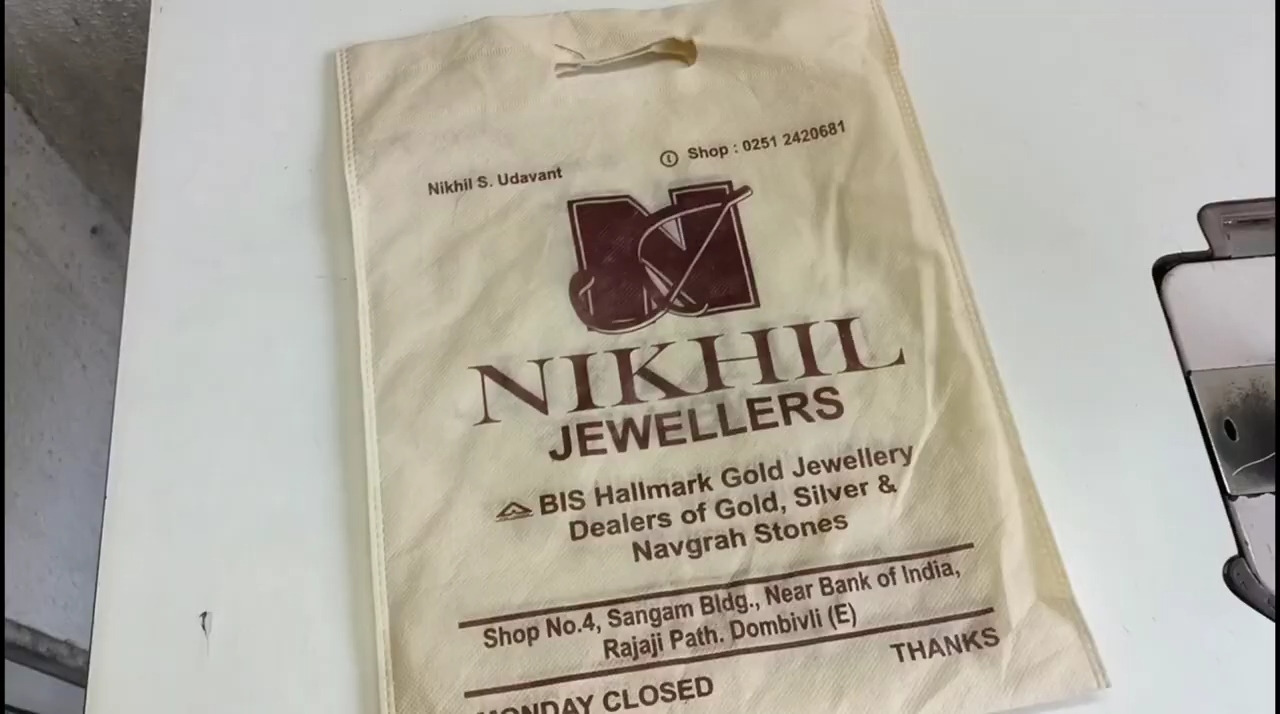 Nikhil S. Udavant
Shop : 0251 2420681
NIKHIL
JEWELLERS
BIS Hallmark Gold Jewellery
Dealers of Gold, Silver &
Navgrah Stones
Shop No.4, Sangam Bldg., Near Bank of India,
Rajaji Path. Dombivli (E)
THANKS
MONDAY CLOSED